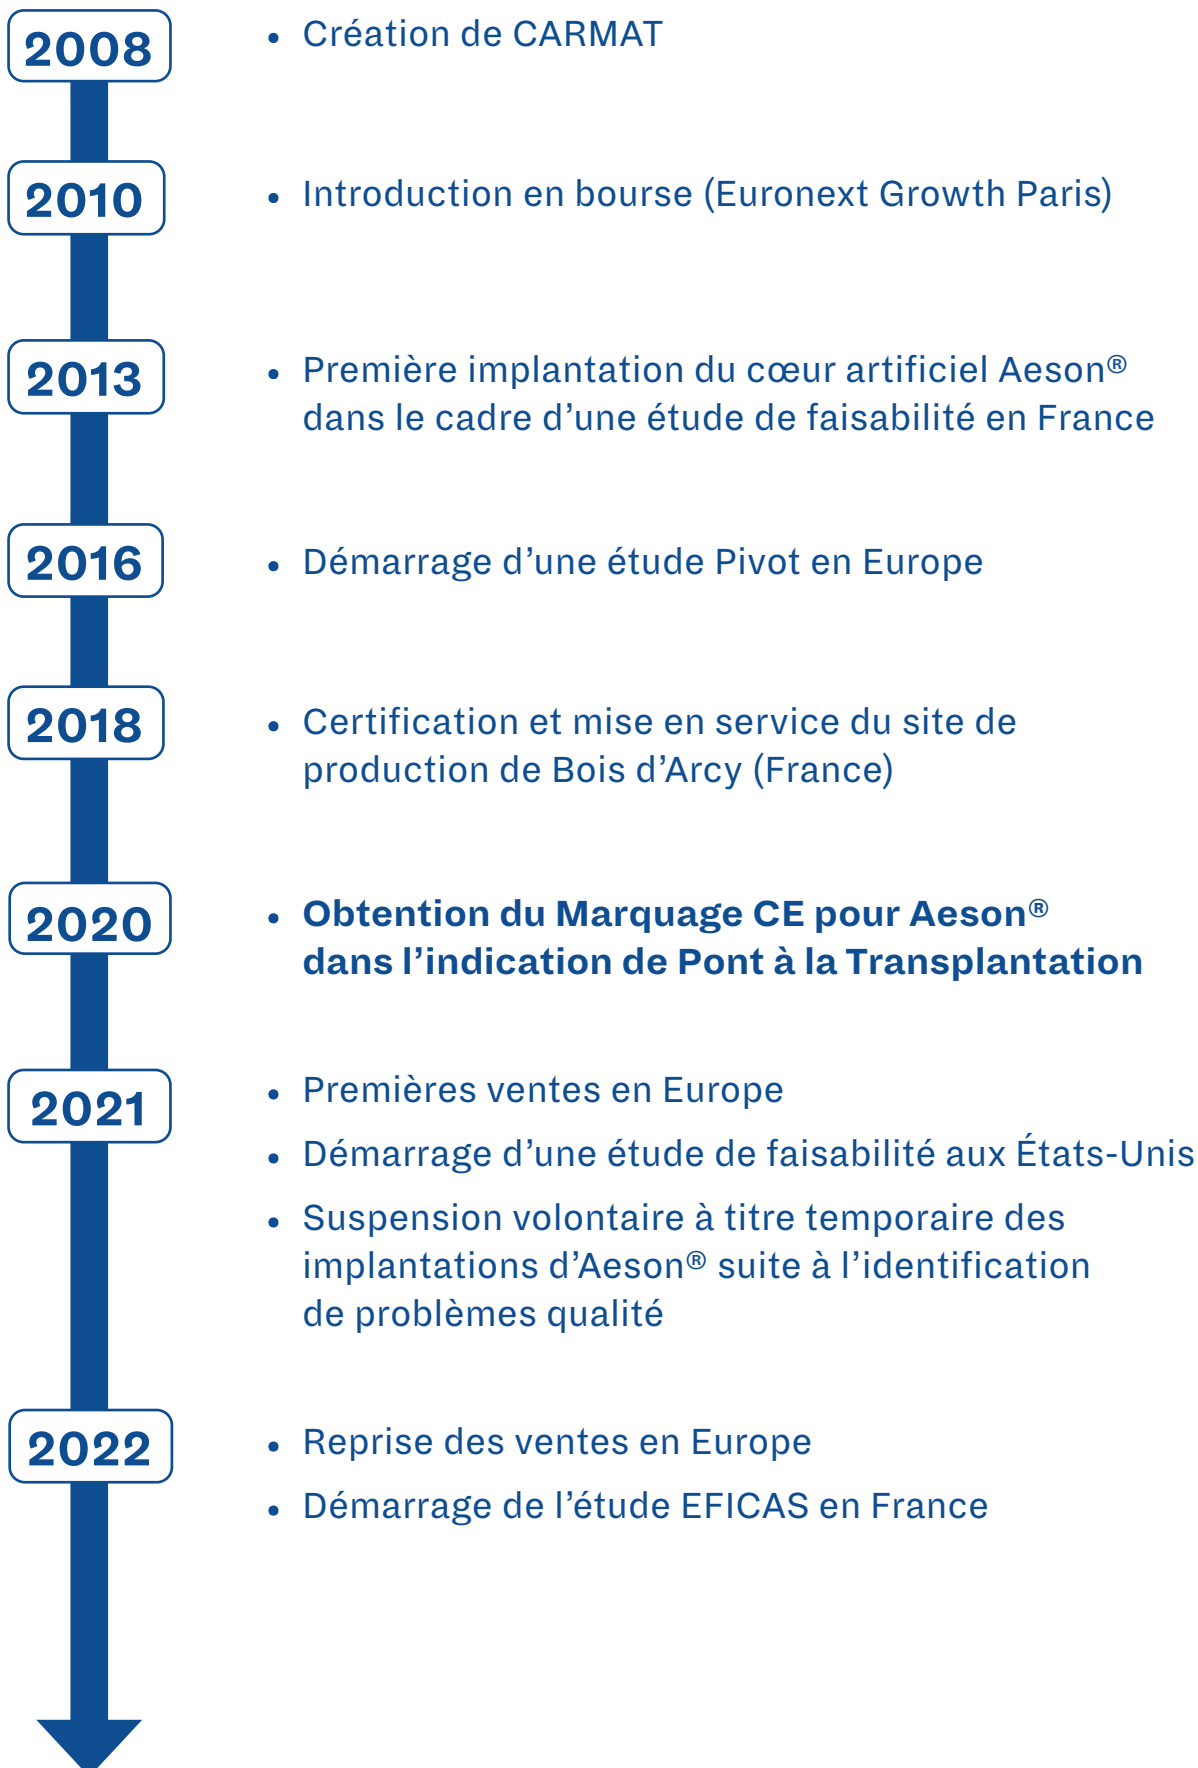 2008
• Création de CARMAT
2010
• Introduction en bourse (Euronext Growth Paris)
2013
• Première implantation du cœur artificiel Aeson®
dans le cadre d’une étude de faisabilité en France
2016
• Démarrage d’une étude Pivot en Europe
2018
• Certification et mise en service du site de
production de Bois d’Arcy (France)
2020
• Obtention du Marquage CE pour Aeson®
dans l’indication de Pont à la Transplantation
2021
• Premières ventes en Europe
• Démarrage d’une étude de faisabilité aux États-Unis
• Suspension volontaire à titre temporaire des
implantations d’Aeson® suite à l’identification
de problèmes qualité
2022
• Reprise des ventes en Europe
• Démarrage de l’étude EFICAS en France